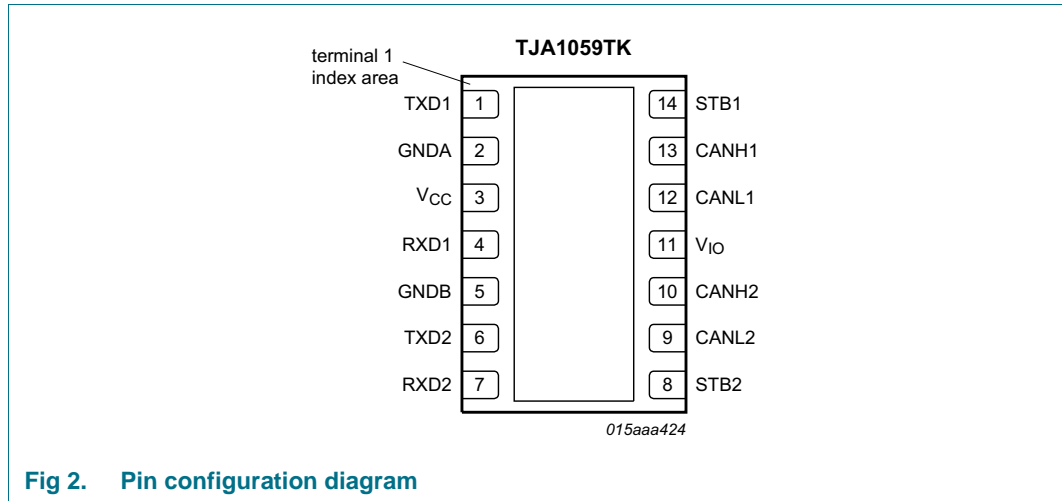 TJA1059TK
terminal 1
index area
TXD1 1 14 STB1
GNDA 2 13 CANH1
VCC 3 12 CANL1
RXD1 4 11 VIO
GNDB 5 10 CANH2
TXD2 6 9 CANL2
RXD2 7 8 STB2
015aaa424
Fig 2. Pin configuration diagram